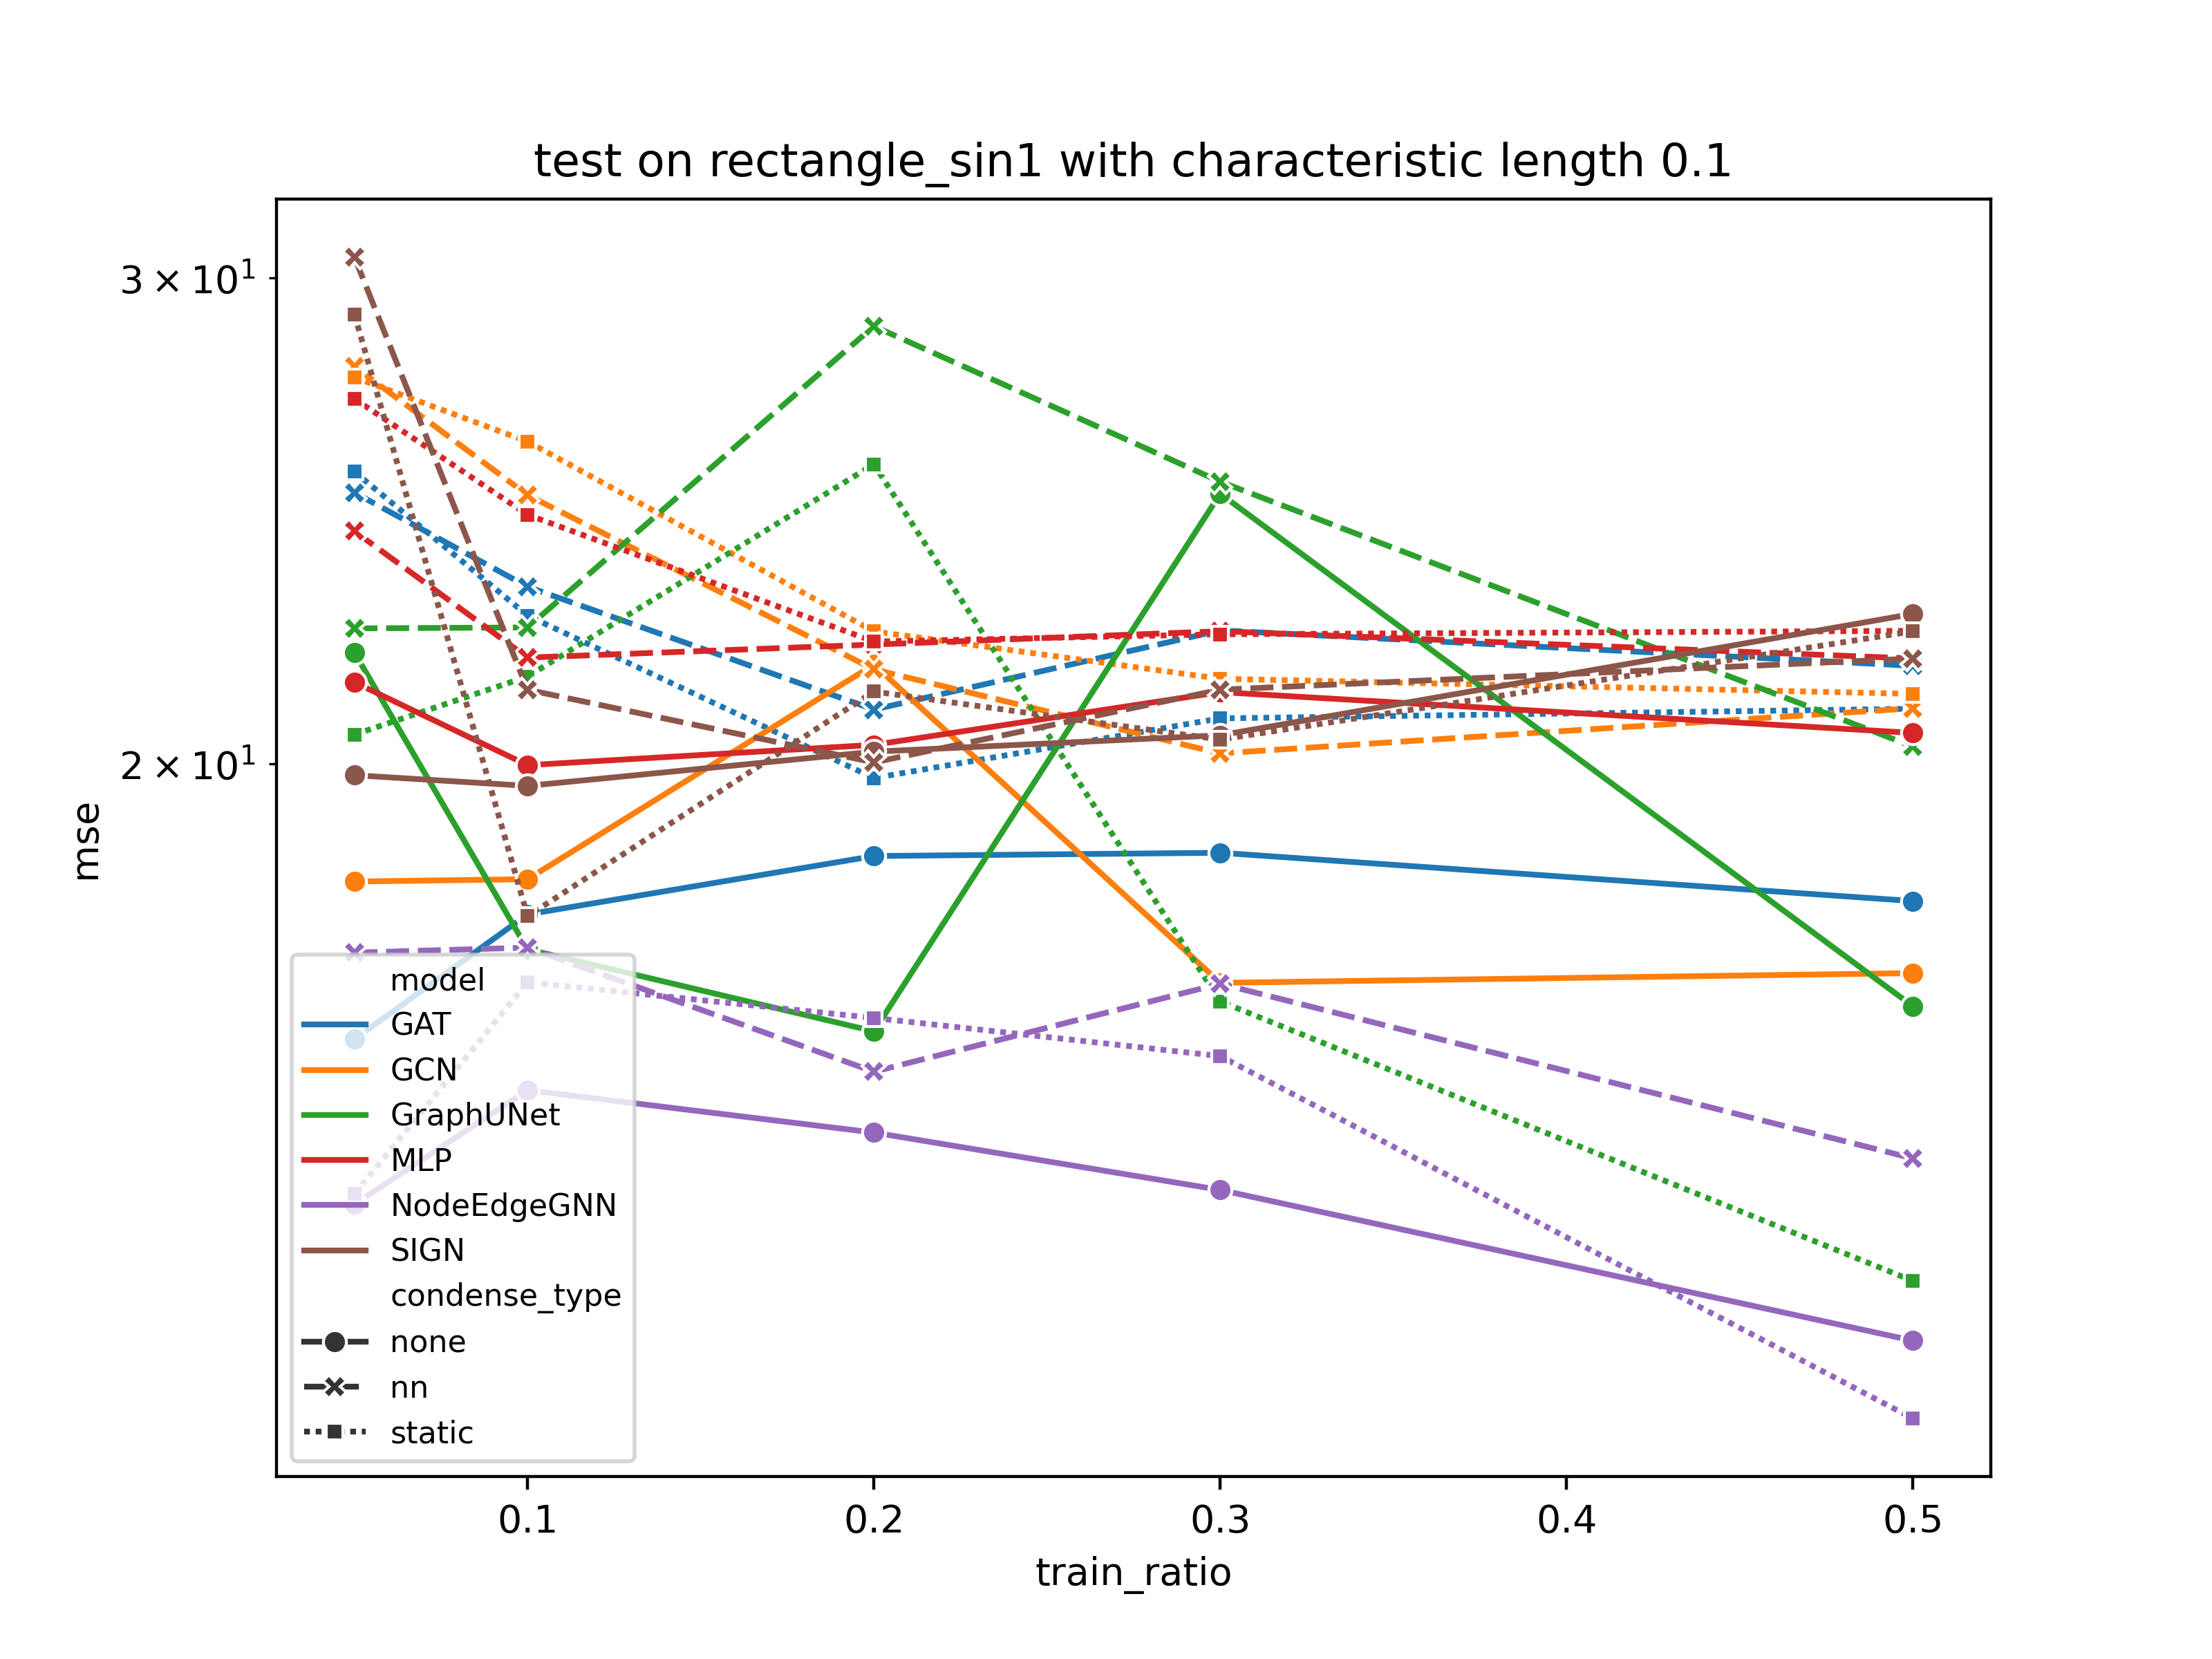 test on rectangle_sin1 with characteristic length 0.1
3 × 10¹
2 × 10¹
mse
model
GAT
GCN
GraphUNet
MLP
NodeEdgeGNN
SIGN
condense_type
none
nn
static
0.1 0.2 0.3 0.4 0.5
train_ratio